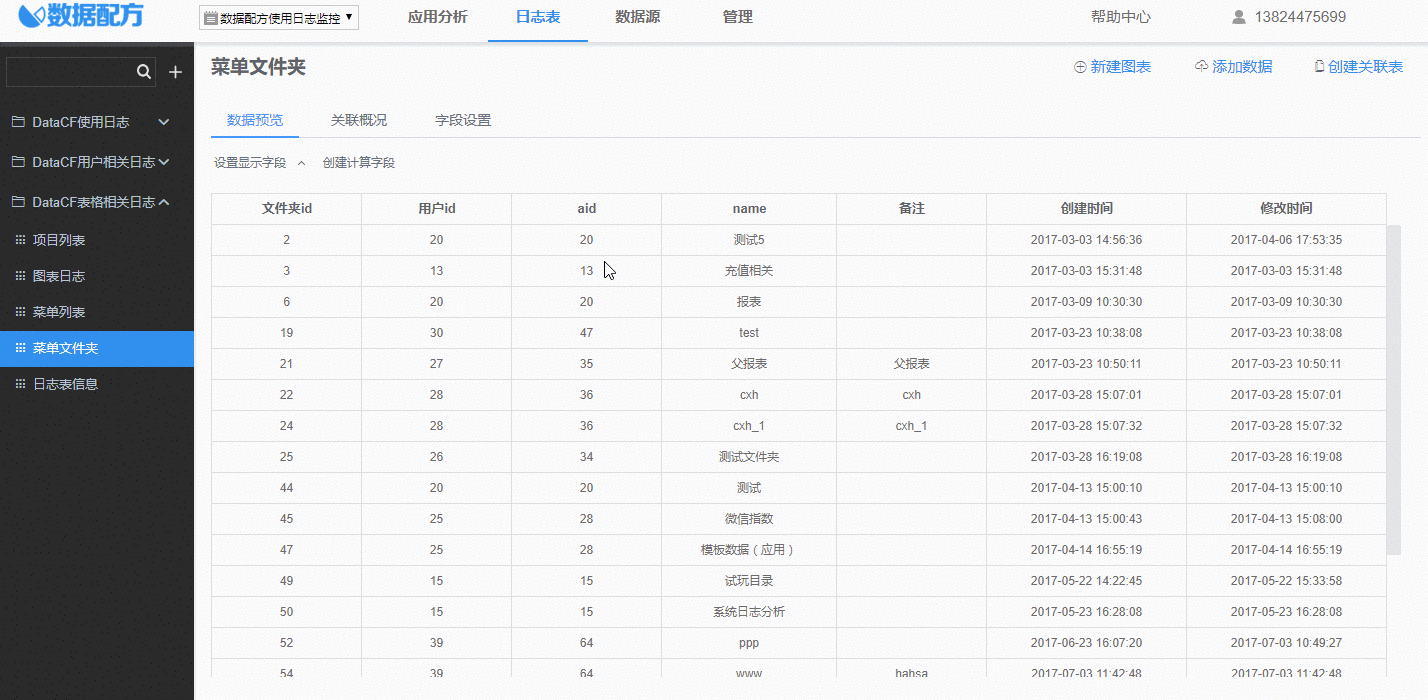 数据配方 数据配方使用日志监控 ▼ 应用分析 日志表 数据源 管理 帮助中心 13824475699
菜单文件夹 新建图表 添加数据 创建关联表
DataCF使用日志
DataCF用户相关日志
DataCF表格相关日志
项目列表
图表日志
菜单列表
菜单文件夹
日志表信息
数据预览 关联概况 字段设置
设置显示字段 创建计算字段
文件夹id 用户id aid name 备注 创建时间 修改时间
2 20 20 测试5 2017-03-03 14:56:36 2017-04-06 17:53:35
3 13 13 充值相关 2017-03-03 15:31:48 2017-03-03 15:31:48
6 20 20 报表 2017-03-09 10:30:30 2017-03-09 10:30:30
19 30 47 test 2017-03-23 10:38:08 2017-03-23 10:38:08
21 27 35 父报表 父报表 2017-03-23 10:50:11 2017-03-23 10:50:11
22 28 36 cxh cxh 2017-03-28 15:07:01 2017-03-28 15:07:01
24 28 36 cxh_1 cxh_1 2017-03-28 15:07:32 2017-03-28 15:07:32
25 26 34 测试文件夹 2017-03-28 16:19:08 2017-03-28 16:19:08
44 20 20 测试 2017-04-13 15:00:10 2017-04-13 15:00:10
45 25 28 微信指数 2017-04-13 15:00:43 2017-04-13 15:08:00
47 25 28 模板数据（应用） 2017-04-14 16:55:19 2017-04-14 16:55:19
49 15 15 试玩目录 2017-05-22 14:22:45 2017-05-22 15:33:58
50 15 15 系统日志分析 2017-05-23 16:28:08 2017-05-23 16:28:08
52 39 64 ppp 2017-06-23 16:07:20 2017-07-03 10:49:27
54 39 64 www hahsa 2017-07-03 11:42:48 2017-07-03 11:42:48